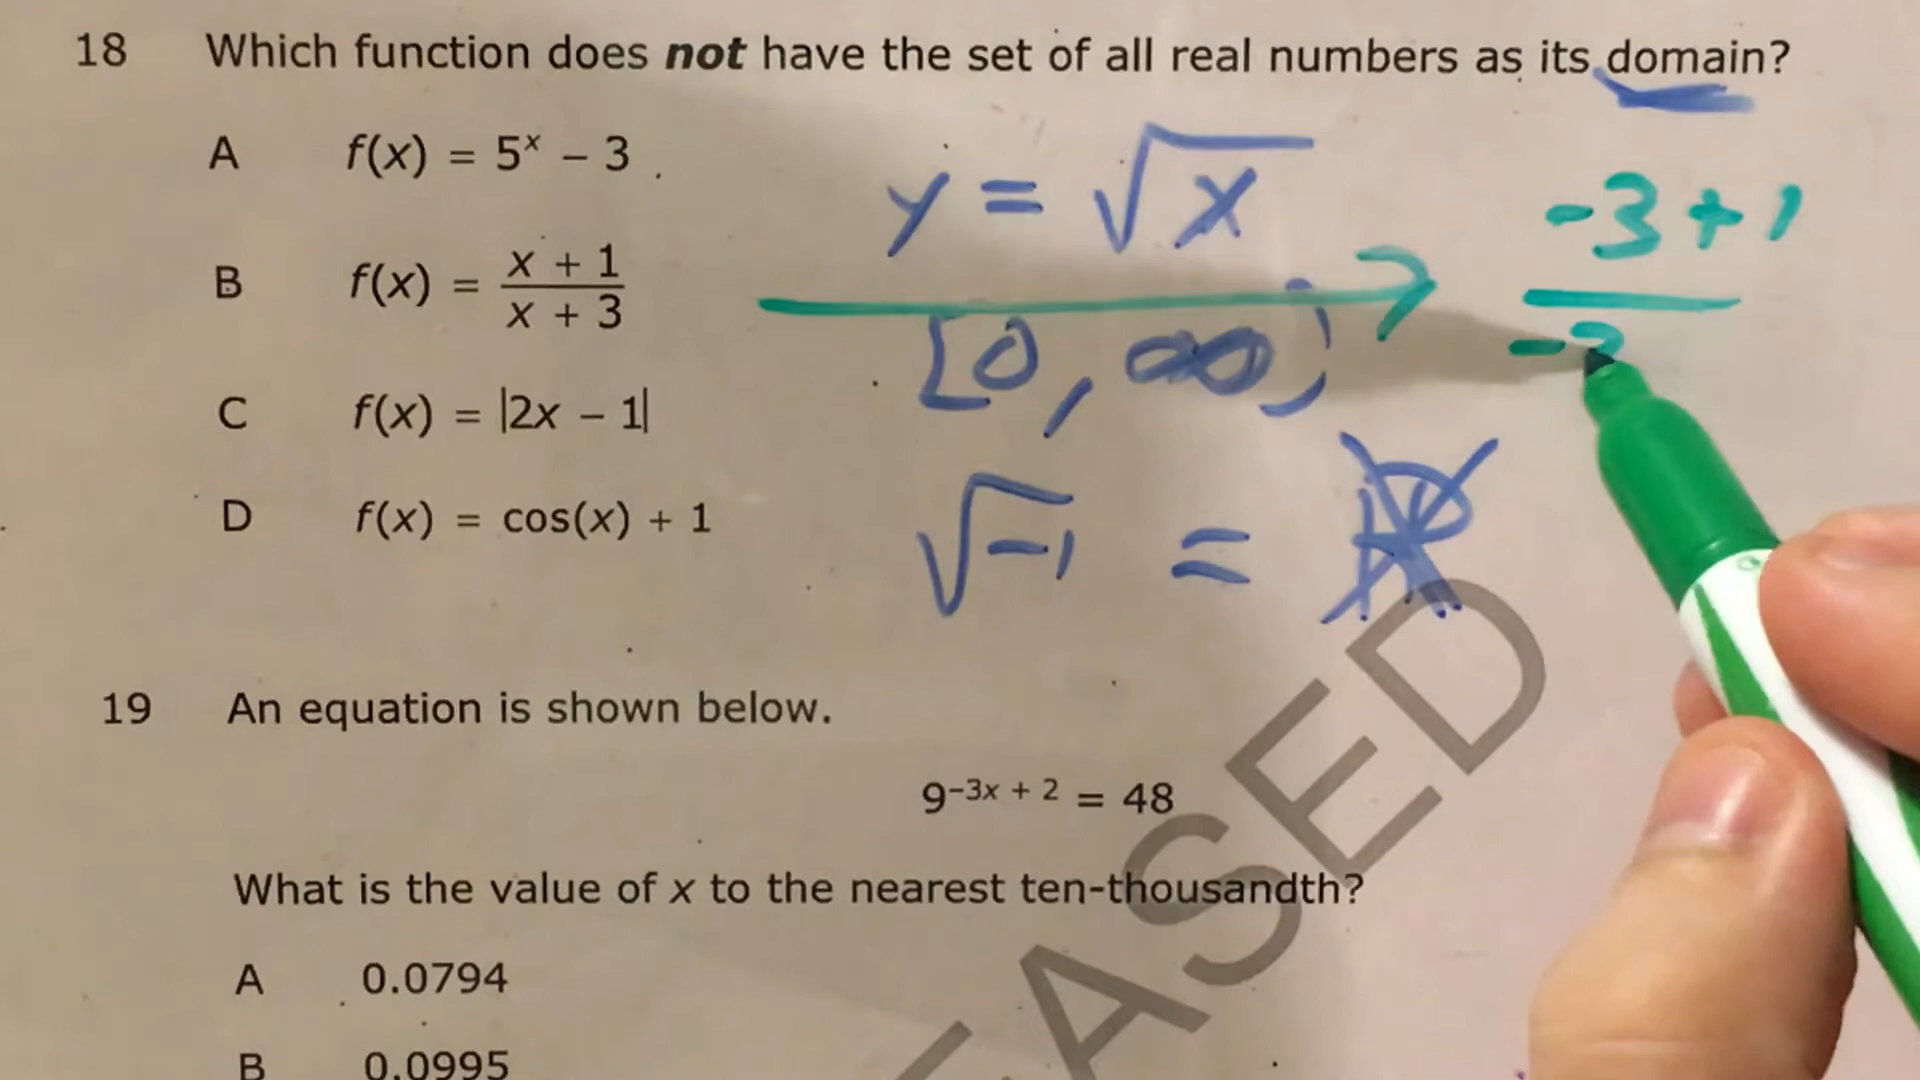 18 Which function does not have the set of all real numbers as its domain?
A f(x) = 5ˣ – 3
y = √x
-3 + 1
B f(x) = (x + 1)/(x + 3)
[0, ∞)
C f(x) = |2x – 1|
D f(x) = cos(x) + 1
√-1 =
19 An equation is shown below.
9^(–3x + 2) = 48
What is the value of x to the nearest ten-thousandth?
A 0.0794
B 0.0995
EASED